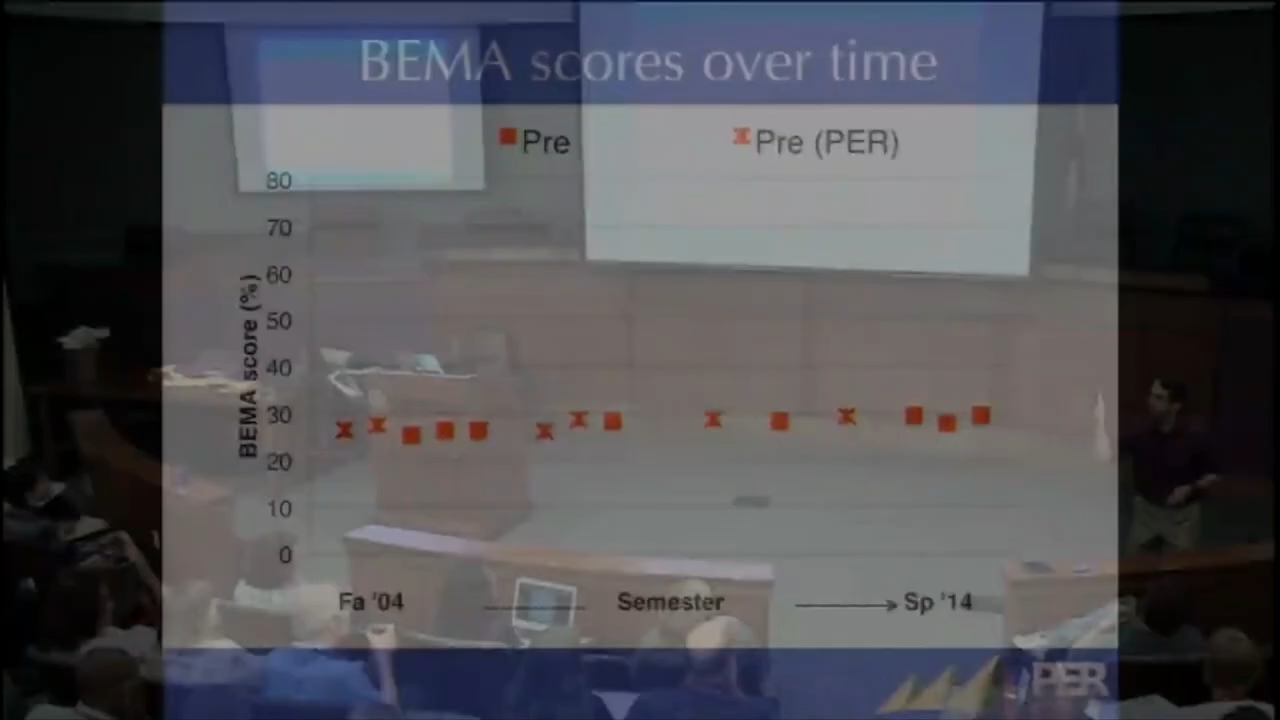 BEMA scores over time
Pre
Pre (PER)
80
70
60
50
40
30
20
10
0
BEMA score (%)
Fa '04
Semester
Sp '14
PER